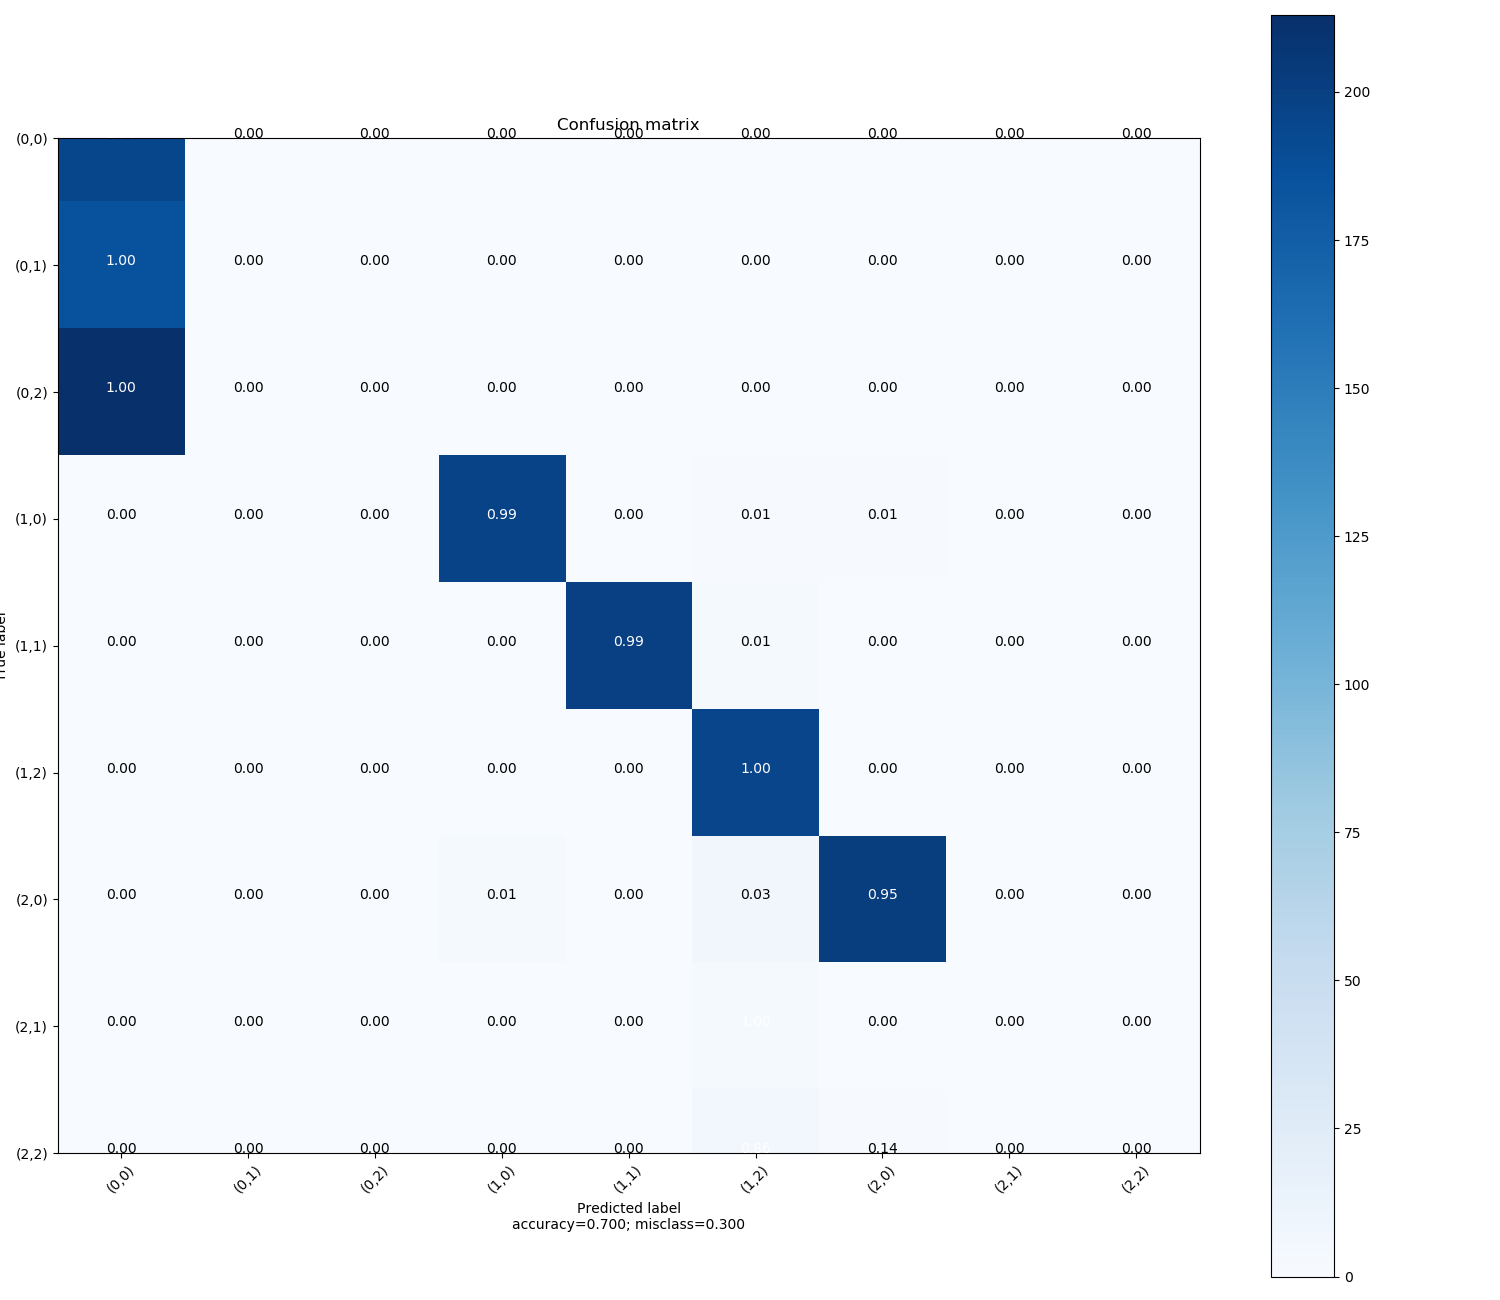 Confusion matrix
(0,0) 0.00 0.00 0.00 0.00 0.00 0.00 0.00 0.00
(0,1) 1.00 0.00 0.00 0.00 0.00 0.00 0.00 0.00 0.00
(0,2) 1.00 0.00 0.00 0.00 0.00 0.00 0.00 0.00 0.00
(1,0) 0.00 0.00 0.00 0.99 0.00 0.01 0.01 0.00 0.00
(1,1) 0.00 0.00 0.00 0.00 0.99 0.01 0.00 0.00 0.00
(1,2) 0.00 0.00 0.00 0.00 0.00 1.00 0.00 0.00 0.00
(2,0) 0.00 0.00 0.00 0.01 0.00 0.03 0.95 0.00 0.00
(2,1) 0.00 0.00 0.00 0.00 0.00 1.00 0.00 0.00 0.00
(2,2) 0.00 0.00 0.00 0.00 0.00 0.86 0.14 0.00 0.00
(0,0) (0,1) (0,2) (1,0) (1,1) (1,2) (2,0) (2,1) (2,2)
Predicted label
accuracy=0.700; misclass=0.300
True label
200
175
150
125
100
75
50
25
0